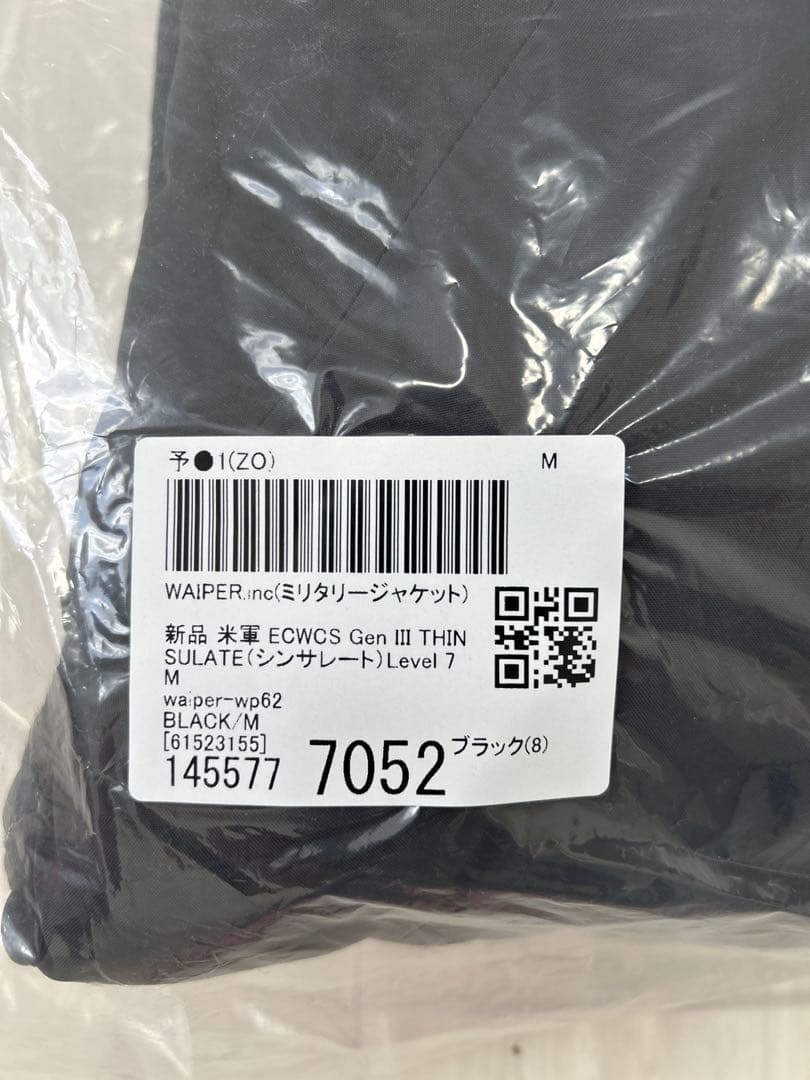 予●1(ZO)
M
WAIPER.inc(ミリタリージャケット)
新品 米軍 ECWCS Gen III THIN
SULATE(シンサレート)Level 7
M
waiper-wp62
BLACK/M
[61523155]
145577 7052 ブラック(8)